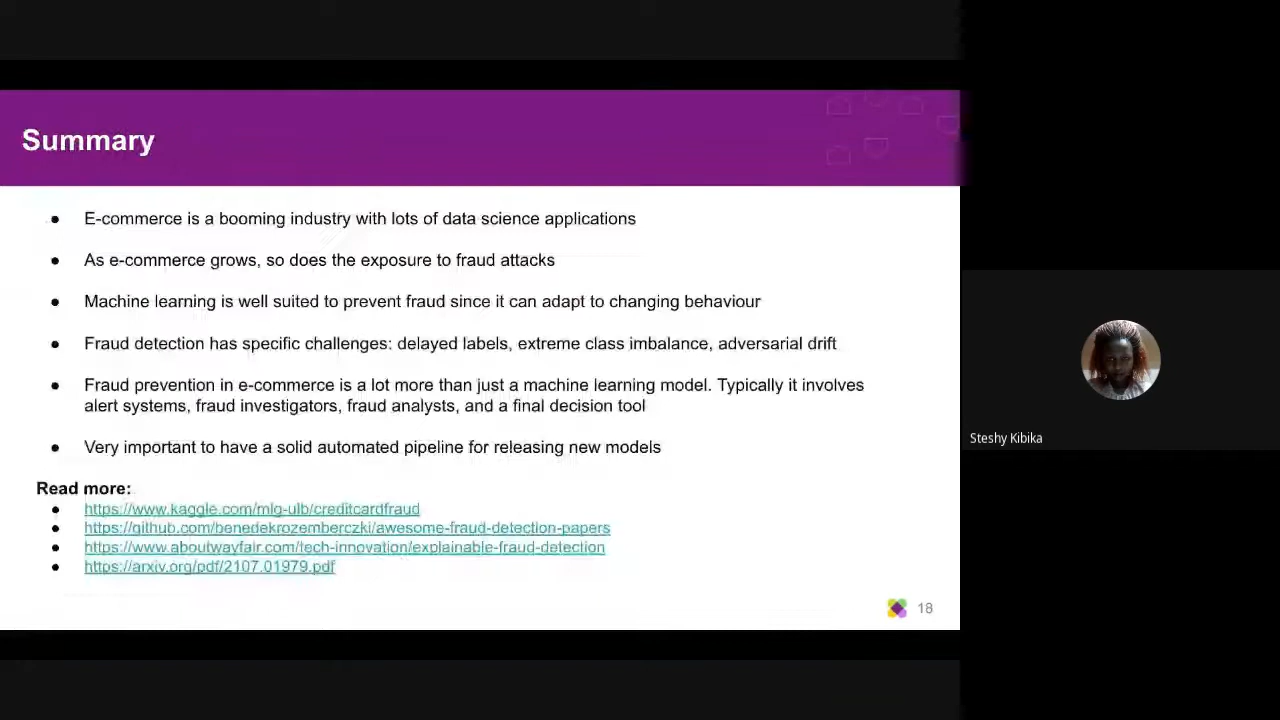 Summary
● E-commerce is a booming industry with lots of data science applications
● As e-commerce grows, so does the exposure to fraud attacks
● Machine learning is well suited to prevent fraud since it can adapt to changing behaviour
● Fraud detection has specific challenges: delayed labels, extreme class imbalance, adversarial drift
● Fraud prevention in e-commerce is a lot more than just a machine learning model. Typically it involves
alert systems, fraud investigators, fraud analysts, and a final decision tool
● Very important to have a solid automated pipeline for releasing new models
Read more:
● https://www.kaggle.com/mlg-ulb/creditcardfraud
● https://github.com/benedekrozemberczki/awesome-fraud-detection-papers
● https://www.aboutwayfair.com/tech-innovation/explainable-fraud-detection
● https://arxiv.org/pdf/2107.01979.pdf
18
Steshy Kibika